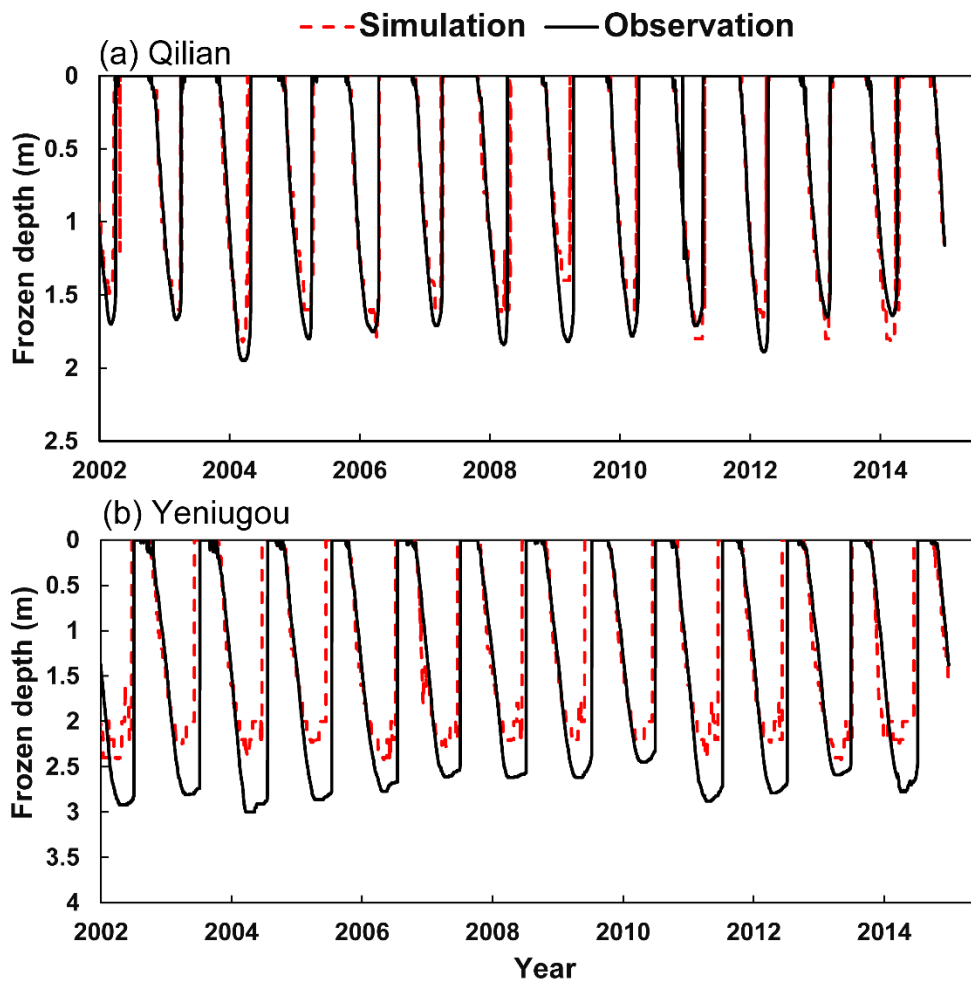 Simulation Observation
(a) Qilian
Frozen depth (m)
0
0.5
1
1.5
2
2.5
2002 2004 2006 2008 2010 2012 2014
(b) Yeniugou
Frozen depth (m)
0
0.5
1
1.5
2
2.5
3
3.5
4
2002 2004 2006 2008 2010 2012 2014
Year